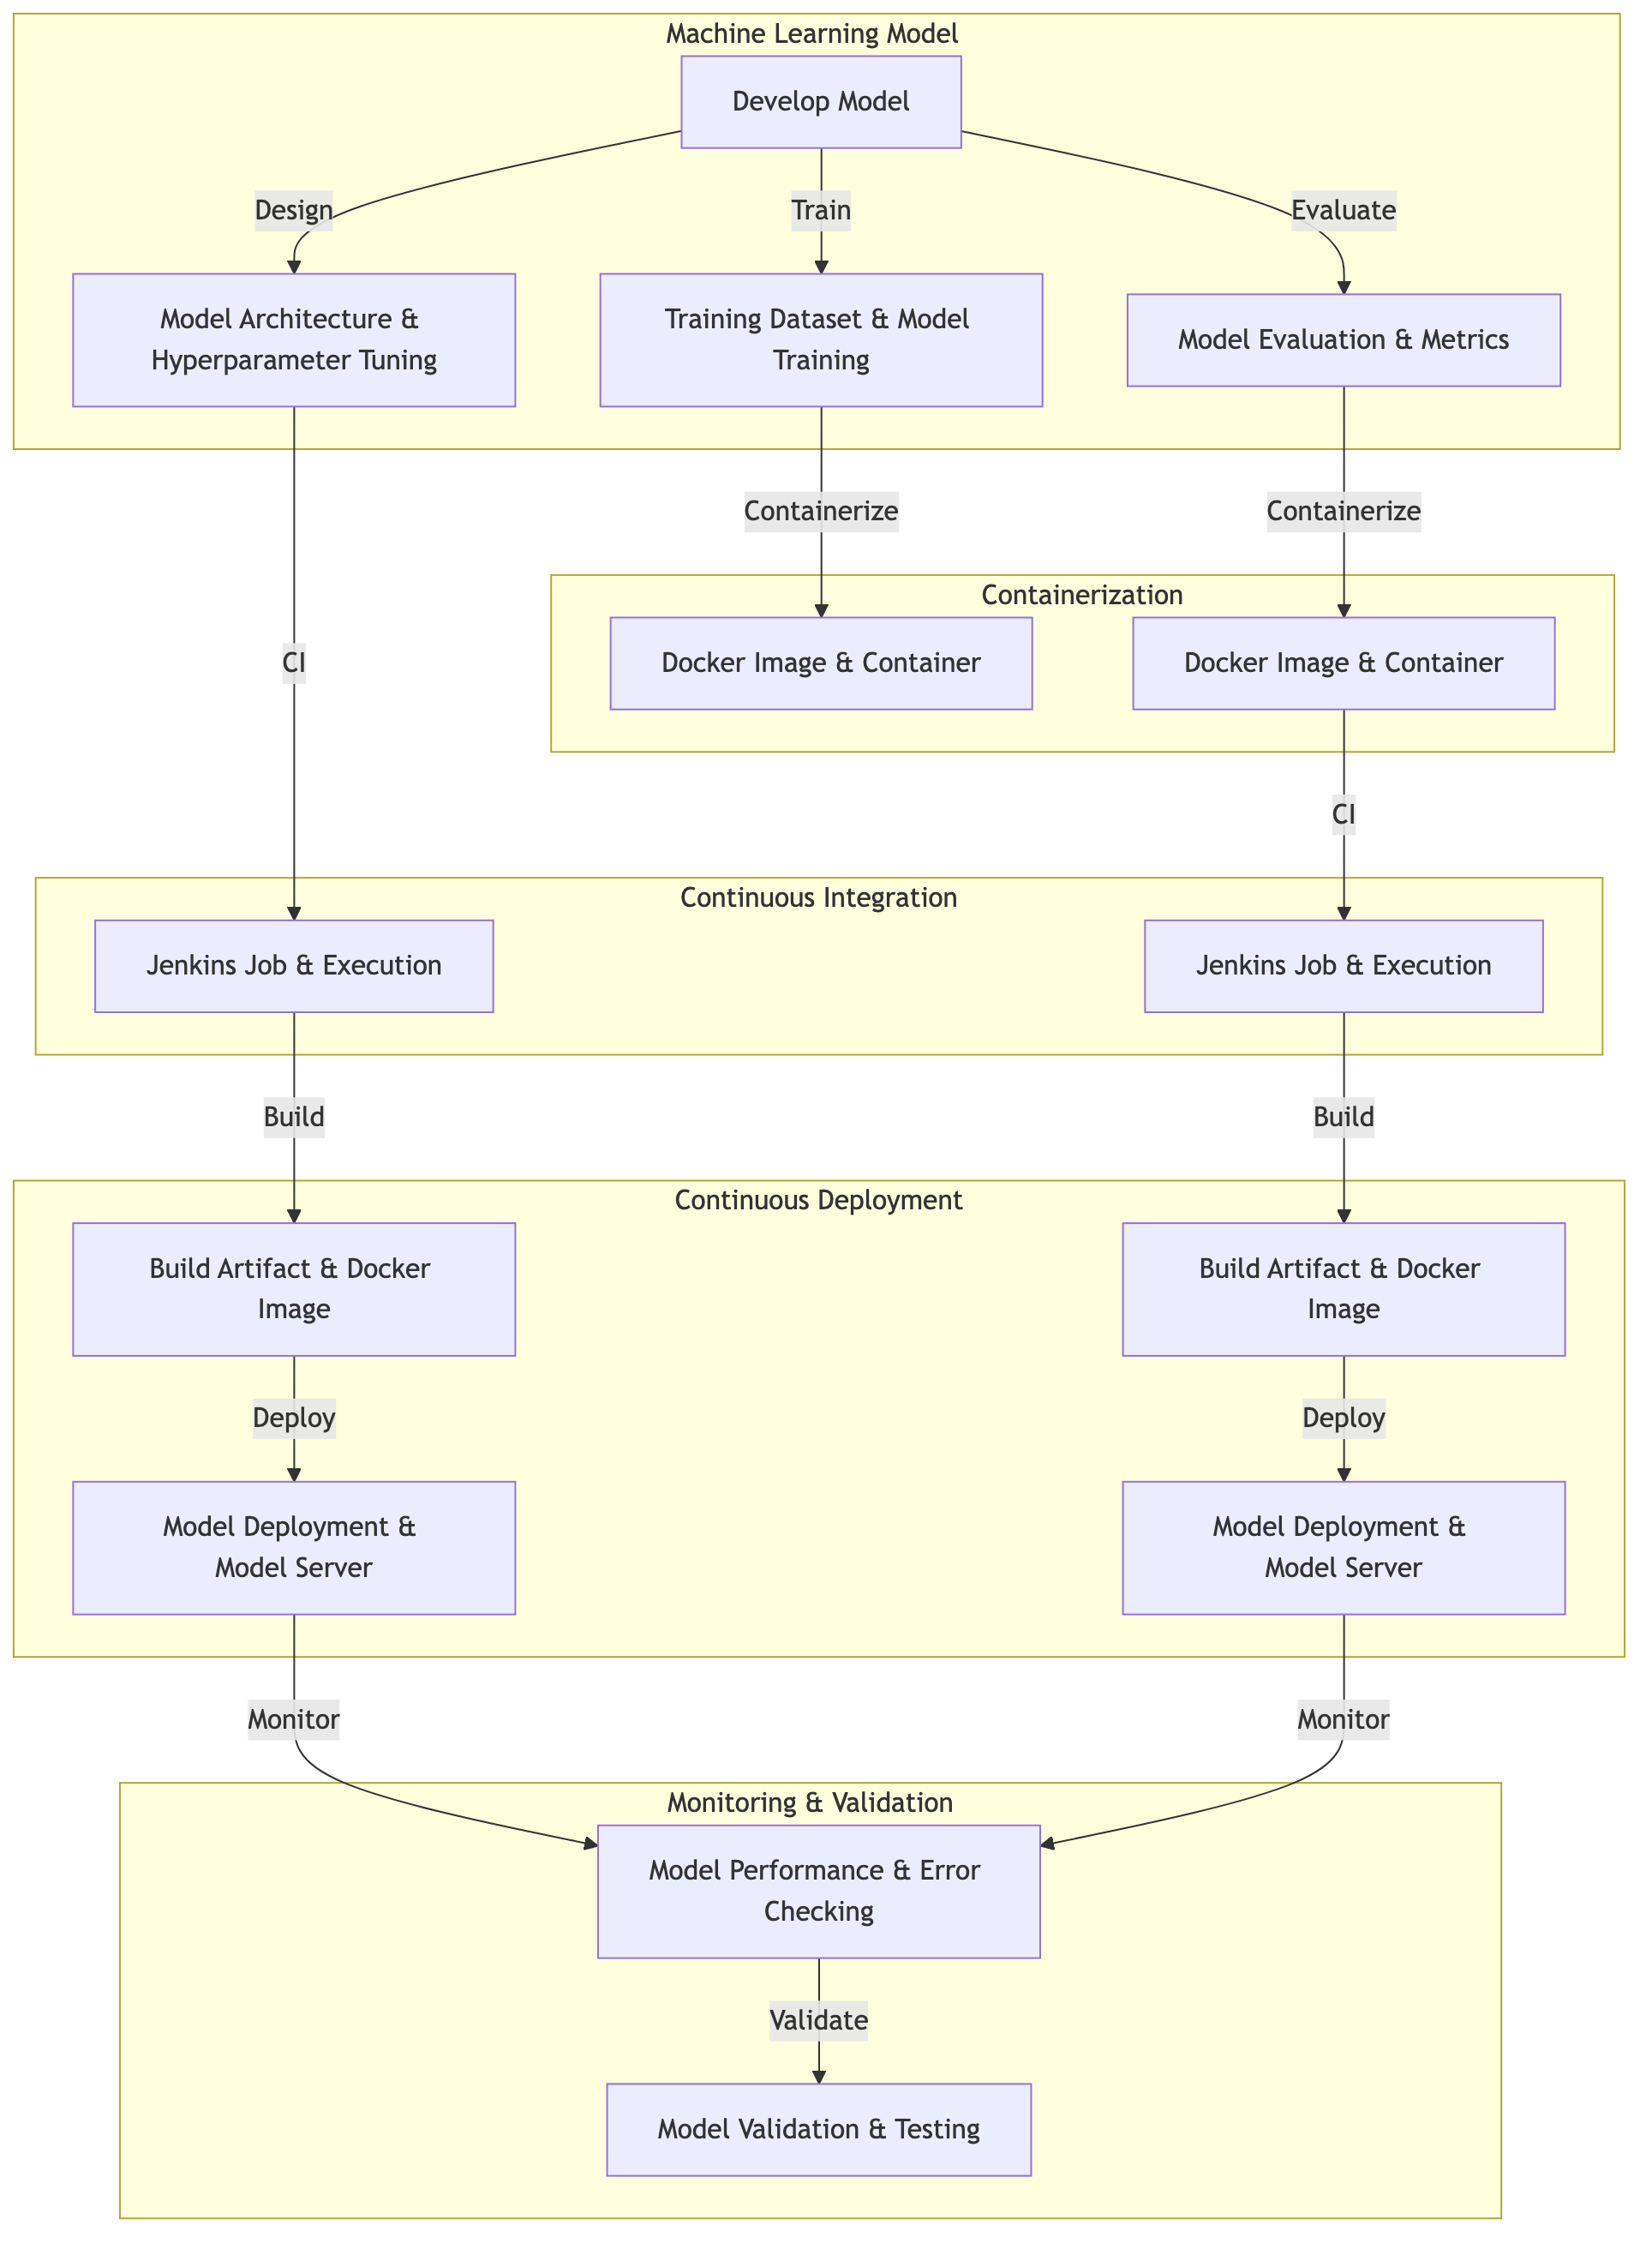 Machine Learning Model
Develop Model
Design
Train
Evaluate
Model Architecture &
Hyperparameter Tuning
Training Dataset & Model
Training
Model Evaluation & Metrics
Containerize
Containerize
Containerization
Docker Image & Container
Docker Image & Container
CI
CI
Continuous Integration
Jenkins Job & Execution
Jenkins Job & Execution
Build
Build
Continuous Deployment
Build Artifact & Docker
Image
Build Artifact & Docker
Image
Deploy
Deploy
Model Deployment &
Model Server
Model Deployment &
Model Server
Monitor
Monitor
Monitoring & Validation
Model Performance & Error
Checking
Validate
Model Validation & Testing